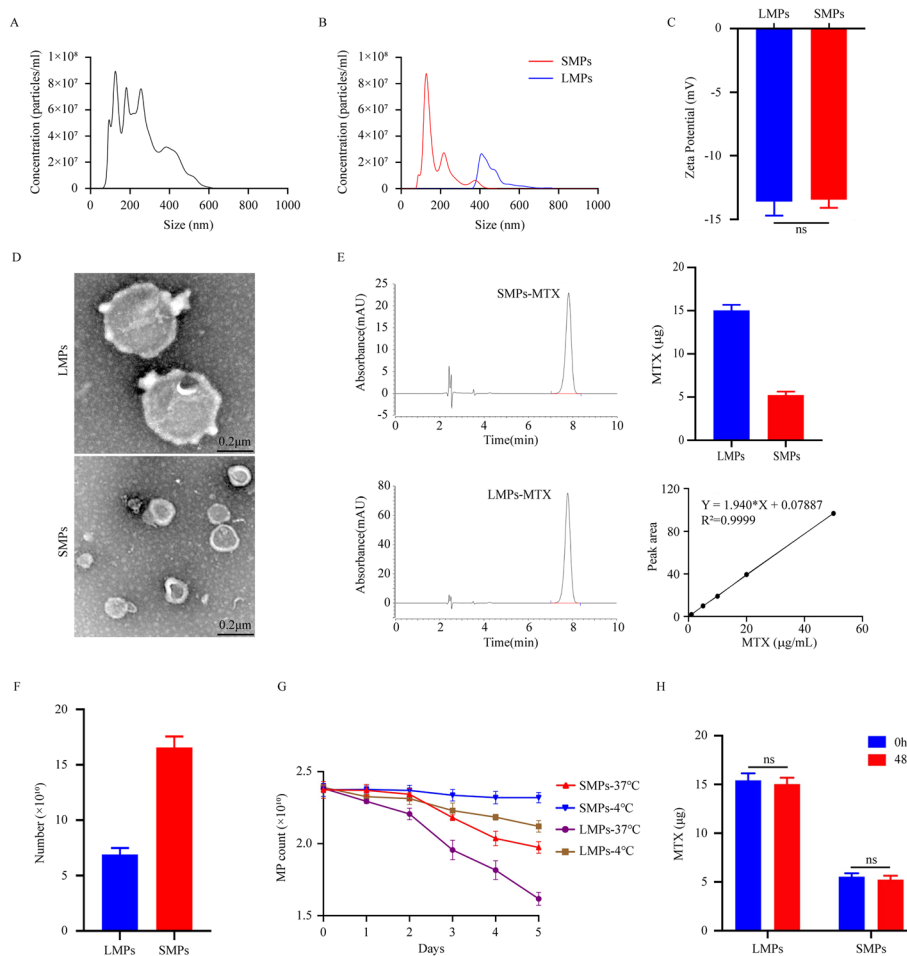 A
Concentration (particles/ml)
1×10⁸
8×10⁷
6×10⁷
4×10⁷
2×10⁷
0
0 200 400 600 800 1000
Size (nm)
B
Concentration (particles/ml)
1×10⁸
8×10⁷
6×10⁷
4×10⁷
2×10⁷
0
SMPs
LMPs
0 200 400 600 800 1000
Size (nm)
C
LMPs SMPs
Zeta Potential (mV)
0
-5
-10
-15
ns
D
LMPs
0.2μm
SMPs
0.2μm
E
Absorbance(mAU)
25
20
15
10
5
0
-5
SMPs-MTX
0 2 4 6 8 10
Time(min)
MTX (μg)
20
15
10
5
0
LMPs SMPs
Absorbance(mAU)
80
60
40
20
0
LMPs-MTX
0 2 4 6 8 10
Time(min)
Peak area
120
80
40
0
Y = 1.940*X + 0.07887
R²=0.9999
0 20 40 60
MTX (μg/mL)
F
Number (×10¹⁰)
20
15
10
5
0
LMPs SMPs
G
MP count (×10¹⁰)
2.5
2.0
1.5
0 1 2 3 4 5
Days
SMPs-37℃
SMPs-4℃
LMPs-37℃
LMPs-4℃
H
MTX (μg)
20
15
10
5
0
ns
ns
0h
48
LMPs SMPs